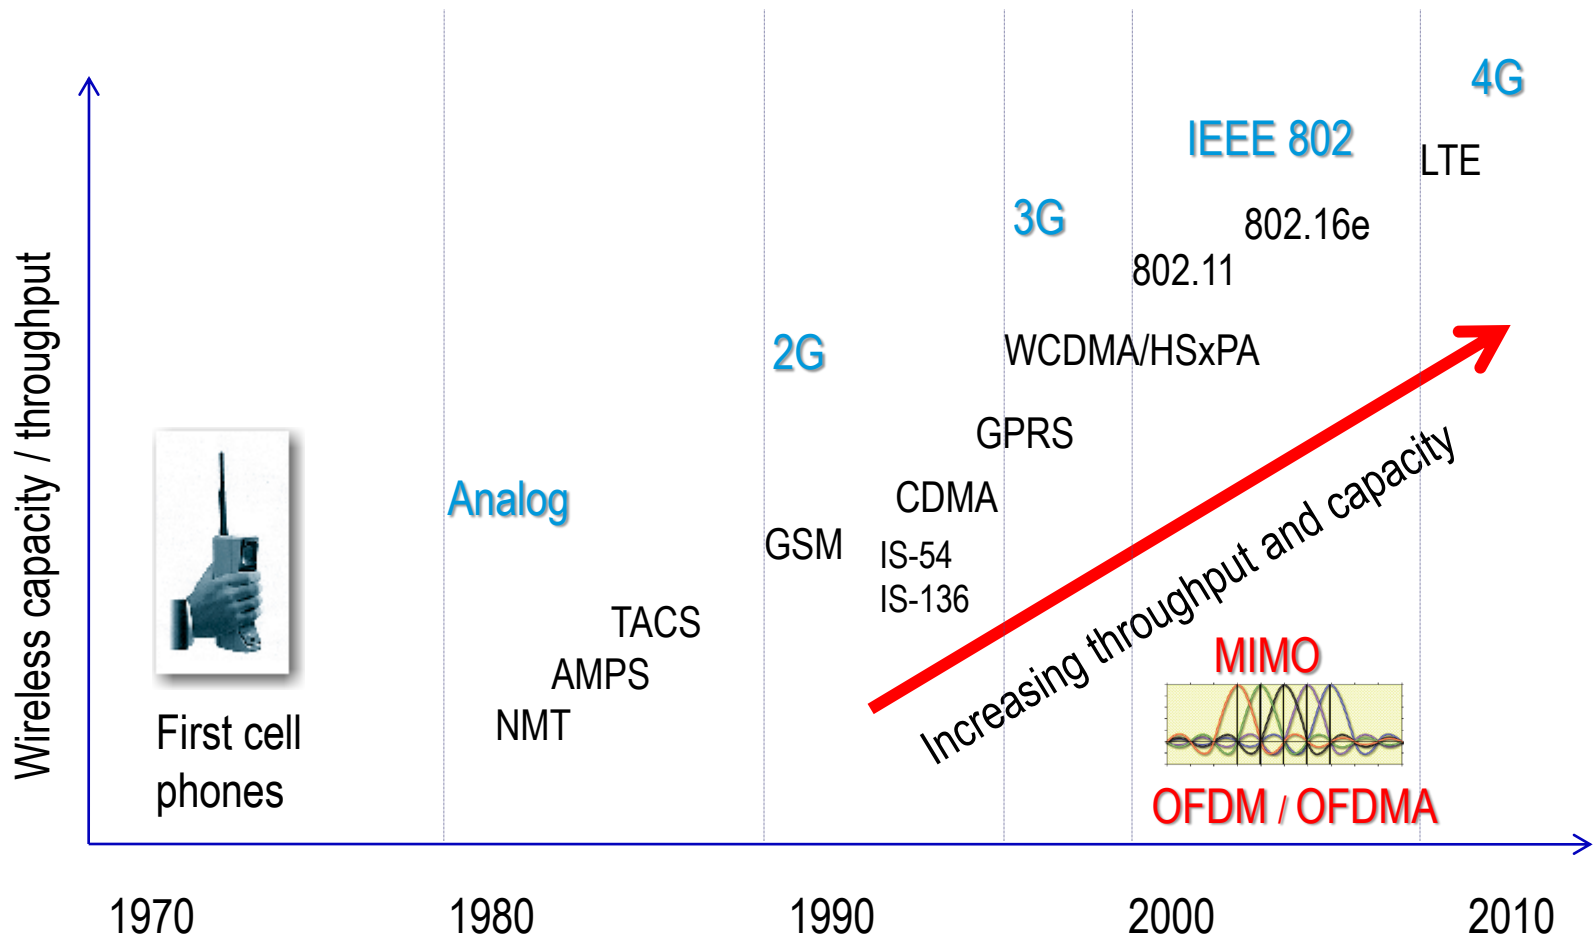 4G
IEEE 802
LTE
3G
802.16e
802.11
2G
WCDMA/HSxPA
GPRS
Analog
CDMA
GSM
IS-54
IS-136
TACS
AMPS
NMT
Wireless capacity / throughput
First cell
phones
Increasing throughput and capacity
MIMO
OFDM / OFDMA
1970 1980 1990 2000 2010